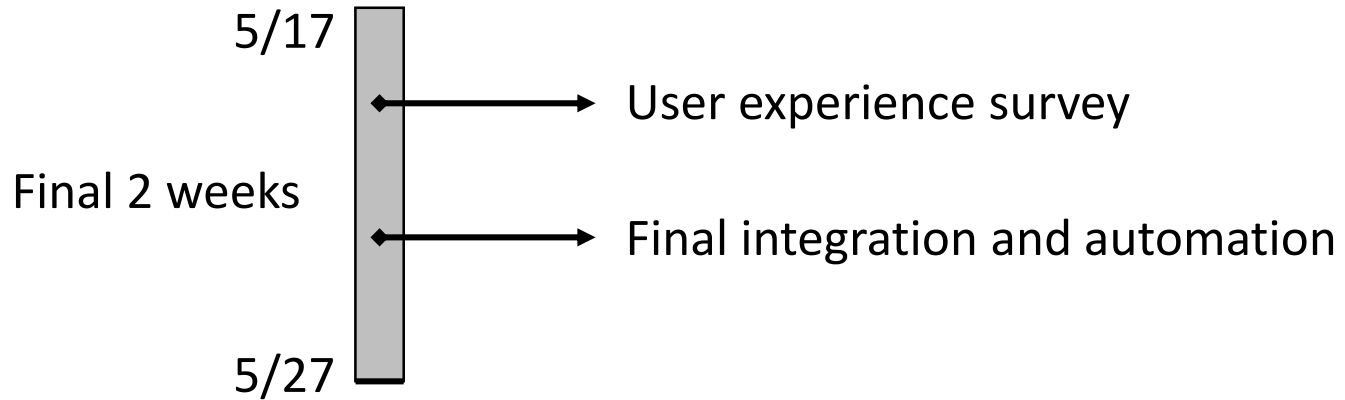 5/17
User experience survey
Final 2 weeks
Final integration and automation
5/27